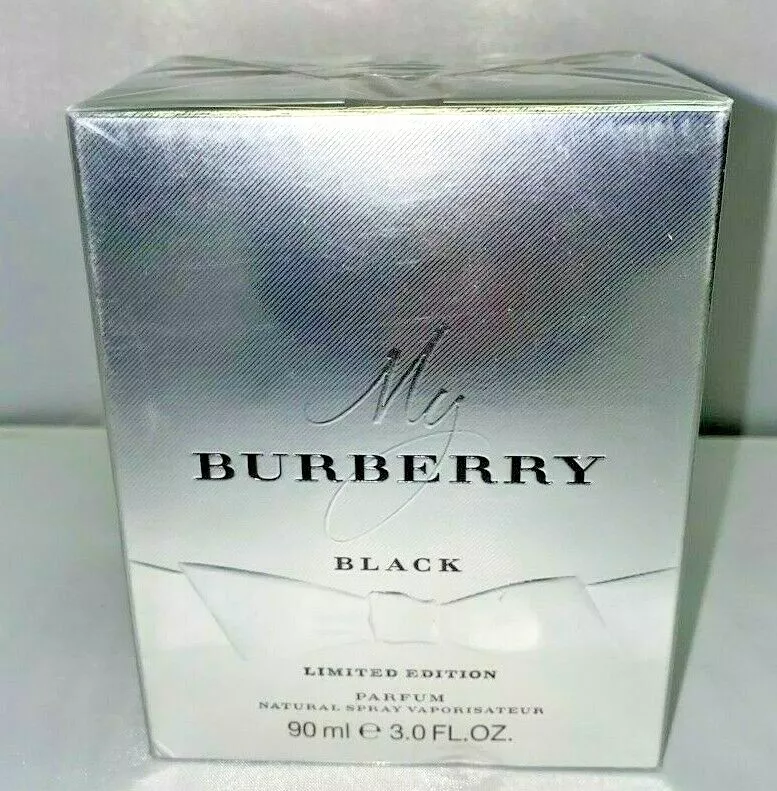 My
BURBERRY
BLACK
LIMITED EDITION
PARFUM
NATURAL SPRAY VAPORISATEUR
90 ml ℮ 3.0 FL.OZ.